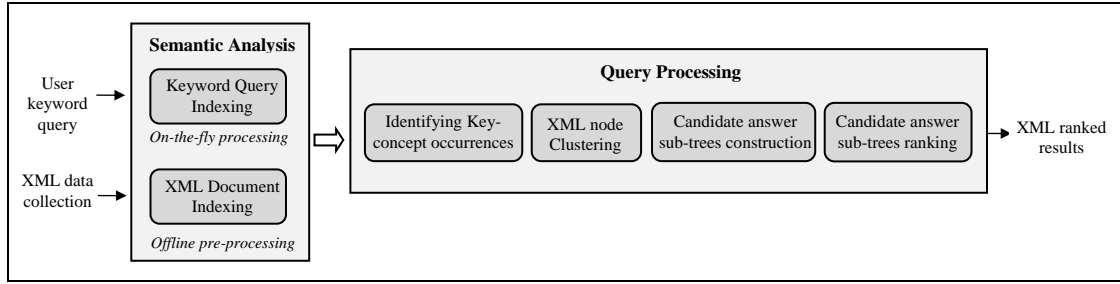 User
keyword
query
XML data
collection
Semantic Analysis
Keyword Query
Indexing
On-the-fly processing
XML Document
Indexing
Offline pre-processing
Query Processing
Identifying Key-
concept occurrences
XML node
Clustering
Candidate answer
sub-trees construction
Candidate answer
sub-trees ranking
XML ranked
results